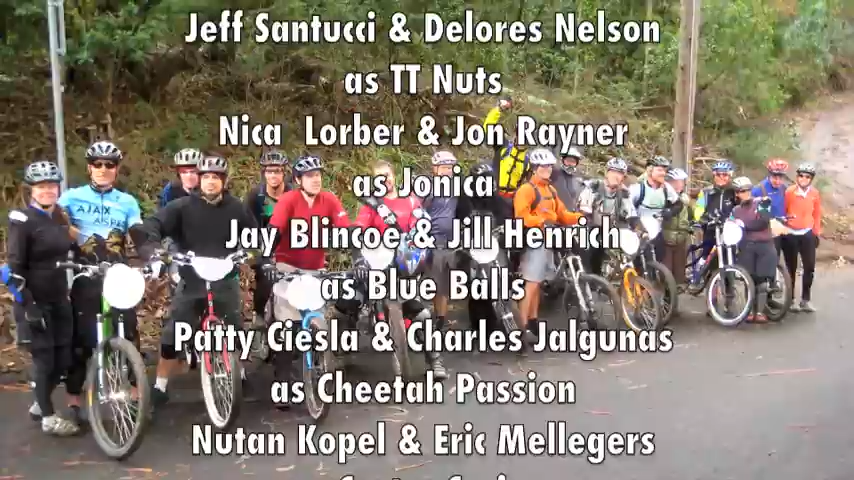 Jeff Santucci & Delores Nelson
as TT Nuts
Nica Lorber & Jon Rayner
as Jonica
Jay Blincoe & Jill Henrich
as Blue Balls
Patty Ciesla & Charles Jalgunas
as Cheetah Passion
Nutan Kopel & Eric Mellegers
AJAX